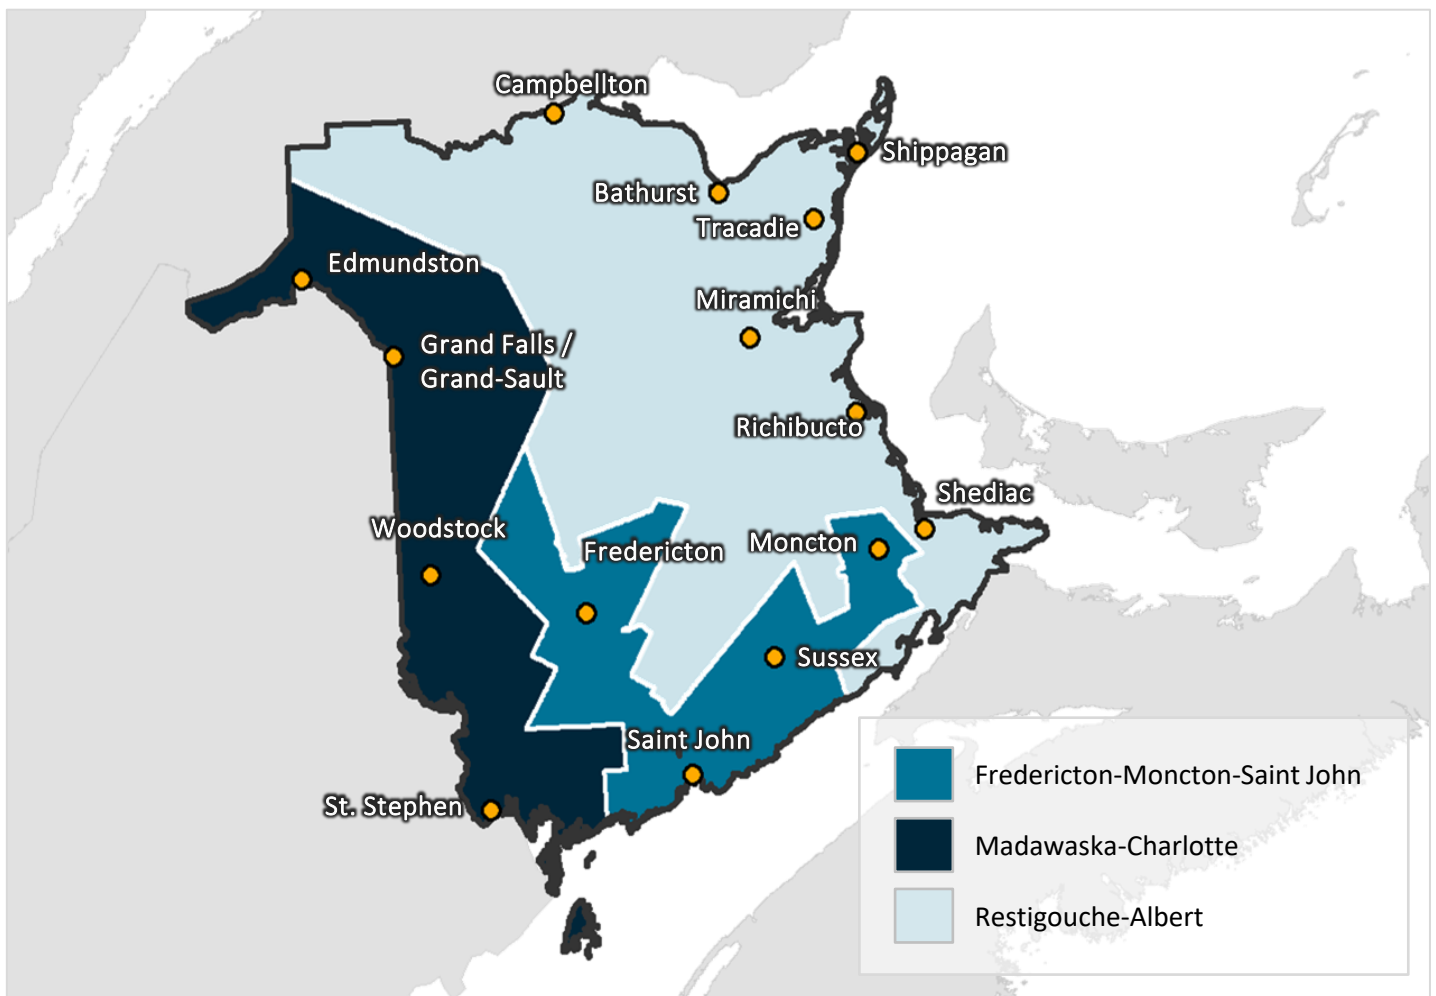 Campbellton
Shippagan
Bathurst
Tracadie
Edmundston
Miramichi
Grand Falls /
Grand-Sault
Richibucto
Shediac
Woodstock
Fredericton
Moncton
Sussex
Saint John
St. Stephen
Fredericton-Moncton-Saint John
Madawaska-Charlotte
Restigouche-Albert